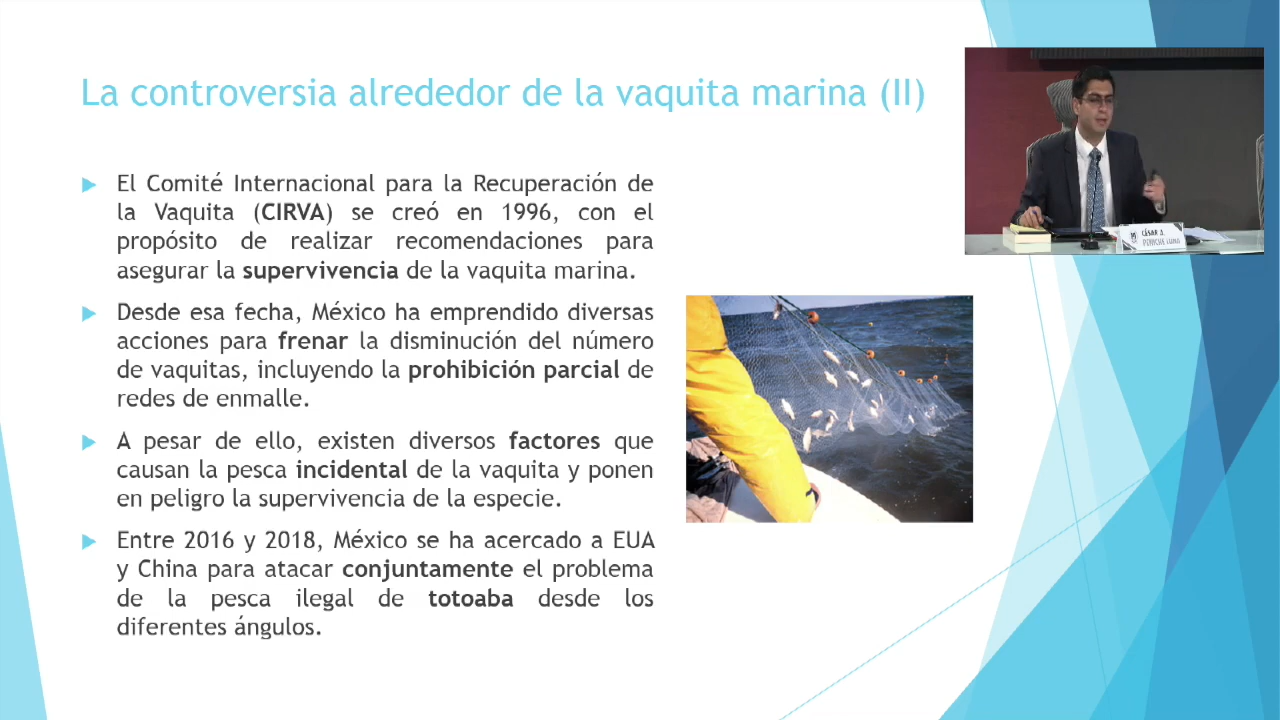 La controversia alrededor de la vaquita marina (II)
El Comité Internacional para la Recuperación de
la Vaquita (CIRVA) se creó en 1996, con el
propósito de realizar recomendaciones para
asegurar la supervivencia de la vaquita marina.
Desde esa fecha, México ha emprendido diversas
acciones para frenar la disminución del número
de vaquitas, incluyendo la prohibición parcial de
redes de enmalle.
A pesar de ello, existen diversos factores que
causan la pesca incidental de la vaquita y ponen
en peligro la supervivencia de la especie.
Entre 2016 y 2018, México se ha acercado a EUA
y China para atacar conjuntamente el problema
de la pesca ilegal de totoaba desde los
diferentes ángulos.
CÉSAR J.